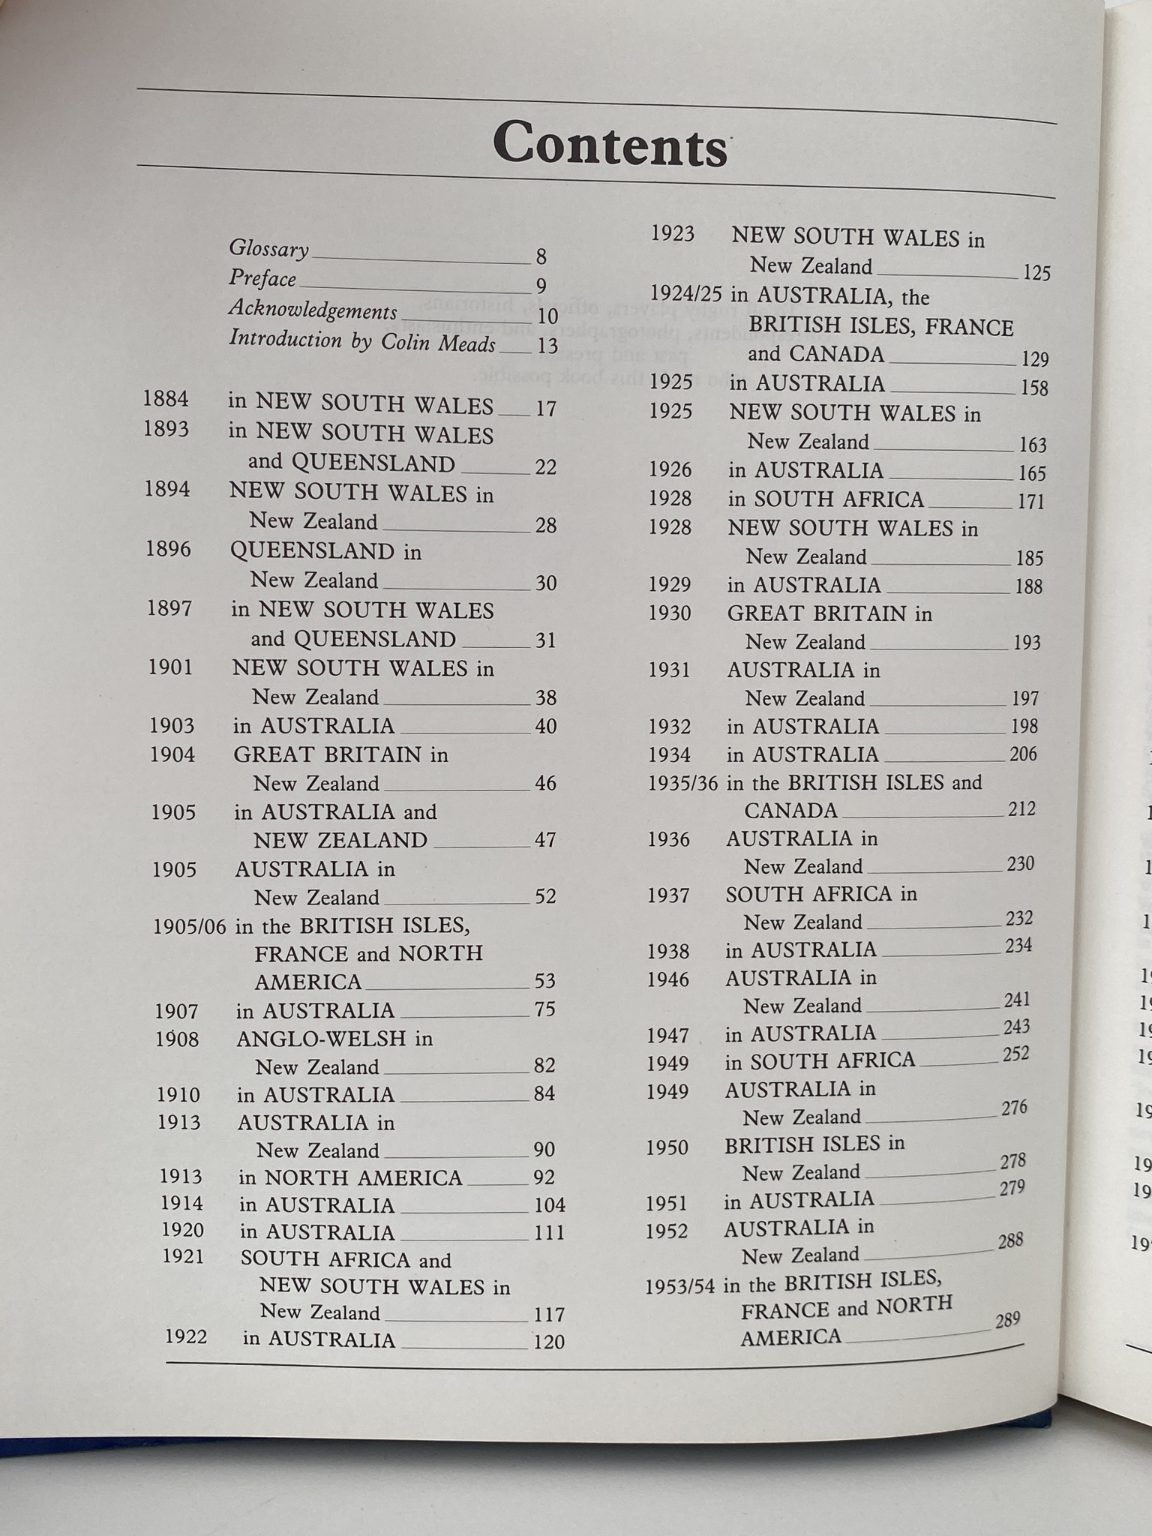 Contents
Glossary 8
Preface 9
Acknowledgements 10
Introduction by Colin Meads 13
1884 in NEW SOUTH WALES 17
1893 in NEW SOUTH WALES
and QUEENSLAND 22
1894 NEW SOUTH WALES in
New Zealand 28
1896 QUEENSLAND in
New Zealand 30
1897 in NEW SOUTH WALES
and QUEENSLAND 31
1901 NEW SOUTH WALES in
New Zealand 38
1903 in AUSTRALIA 40
1904 GREAT BRITAIN in
New Zealand 46
1905 in AUSTRALIA and
NEW ZEALAND 47
1905 AUSTRALIA in
New Zealand 52
1905/06 in the BRITISH ISLES,
FRANCE and NORTH
AMERICA 53
1907 in AUSTRALIA 75
1908 ANGLO-WELSH in
New Zealand 82
1910 in AUSTRALIA 84
1913 AUSTRALIA in
New Zealand 90
1913 in NORTH AMERICA 92
1914 in AUSTRALIA 104
1920 in AUSTRALIA 111
1921 SOUTH AFRICA and
NEW SOUTH WALES in
New Zealand 117
1922 in AUSTRALIA 120
1923 NEW SOUTH WALES in
New Zealand 125
1924/25 in AUSTRALIA, the
BRITISH ISLES, FRANCE
and CANADA 129
1925 in AUSTRALIA 158
1925 NEW SOUTH WALES in
New Zealand 163
1926 in AUSTRALIA 165
1928 in SOUTH AFRICA 171
1928 NEW SOUTH WALES in
New Zealand 185
1929 in AUSTRALIA 188
1930 GREAT BRITAIN in
New Zealand 193
1931 AUSTRALIA in
New Zealand 197
1932 in AUSTRALIA 198
1934 in AUSTRALIA 206
1935/36 in the BRITISH ISLES and
CANADA 212
1936 AUSTRALIA in
New Zealand 230
1937 SOUTH AFRICA in
New Zealand 232
1938 in AUSTRALIA 234
1946 AUSTRALIA in
New Zealand 241
1947 in AUSTRALIA 243
1949 in SOUTH AFRICA 252
1949 AUSTRALIA in
New Zealand 276
1950 BRITISH ISLES in
New Zealand 278
1951 in AUSTRALIA 279
1952 AUSTRALIA in
New Zealand 288
1953/54 in the BRITISH ISLES,
FRANCE and NORTH
AMERICA 289